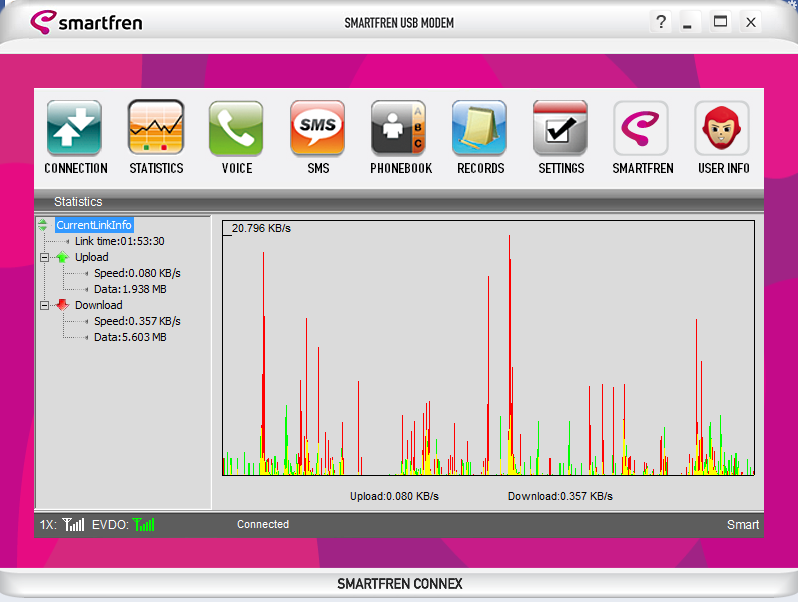 smartfren
SMARTFREN USB MODEM
?
SMS
A
B
C
CONNECTION
STATISTICS
VOICE
SMS
PHONEBOOK
RECORDS
SETTINGS
SMARTFREN
USER INFO
Statistics
CurrentLinkInfo
Link time:01:53:30
Upload
Speed:0.080 KB/s
Data:1.938 MB
Download
Speed:0.357 KB/s
Data:5.603 MB
20.796 KB/s
Upload:0.080 KB/s
Download:0.357 KB/s
1X:
EVDO:
Connected
Smart
SMARTFREN CONNEX